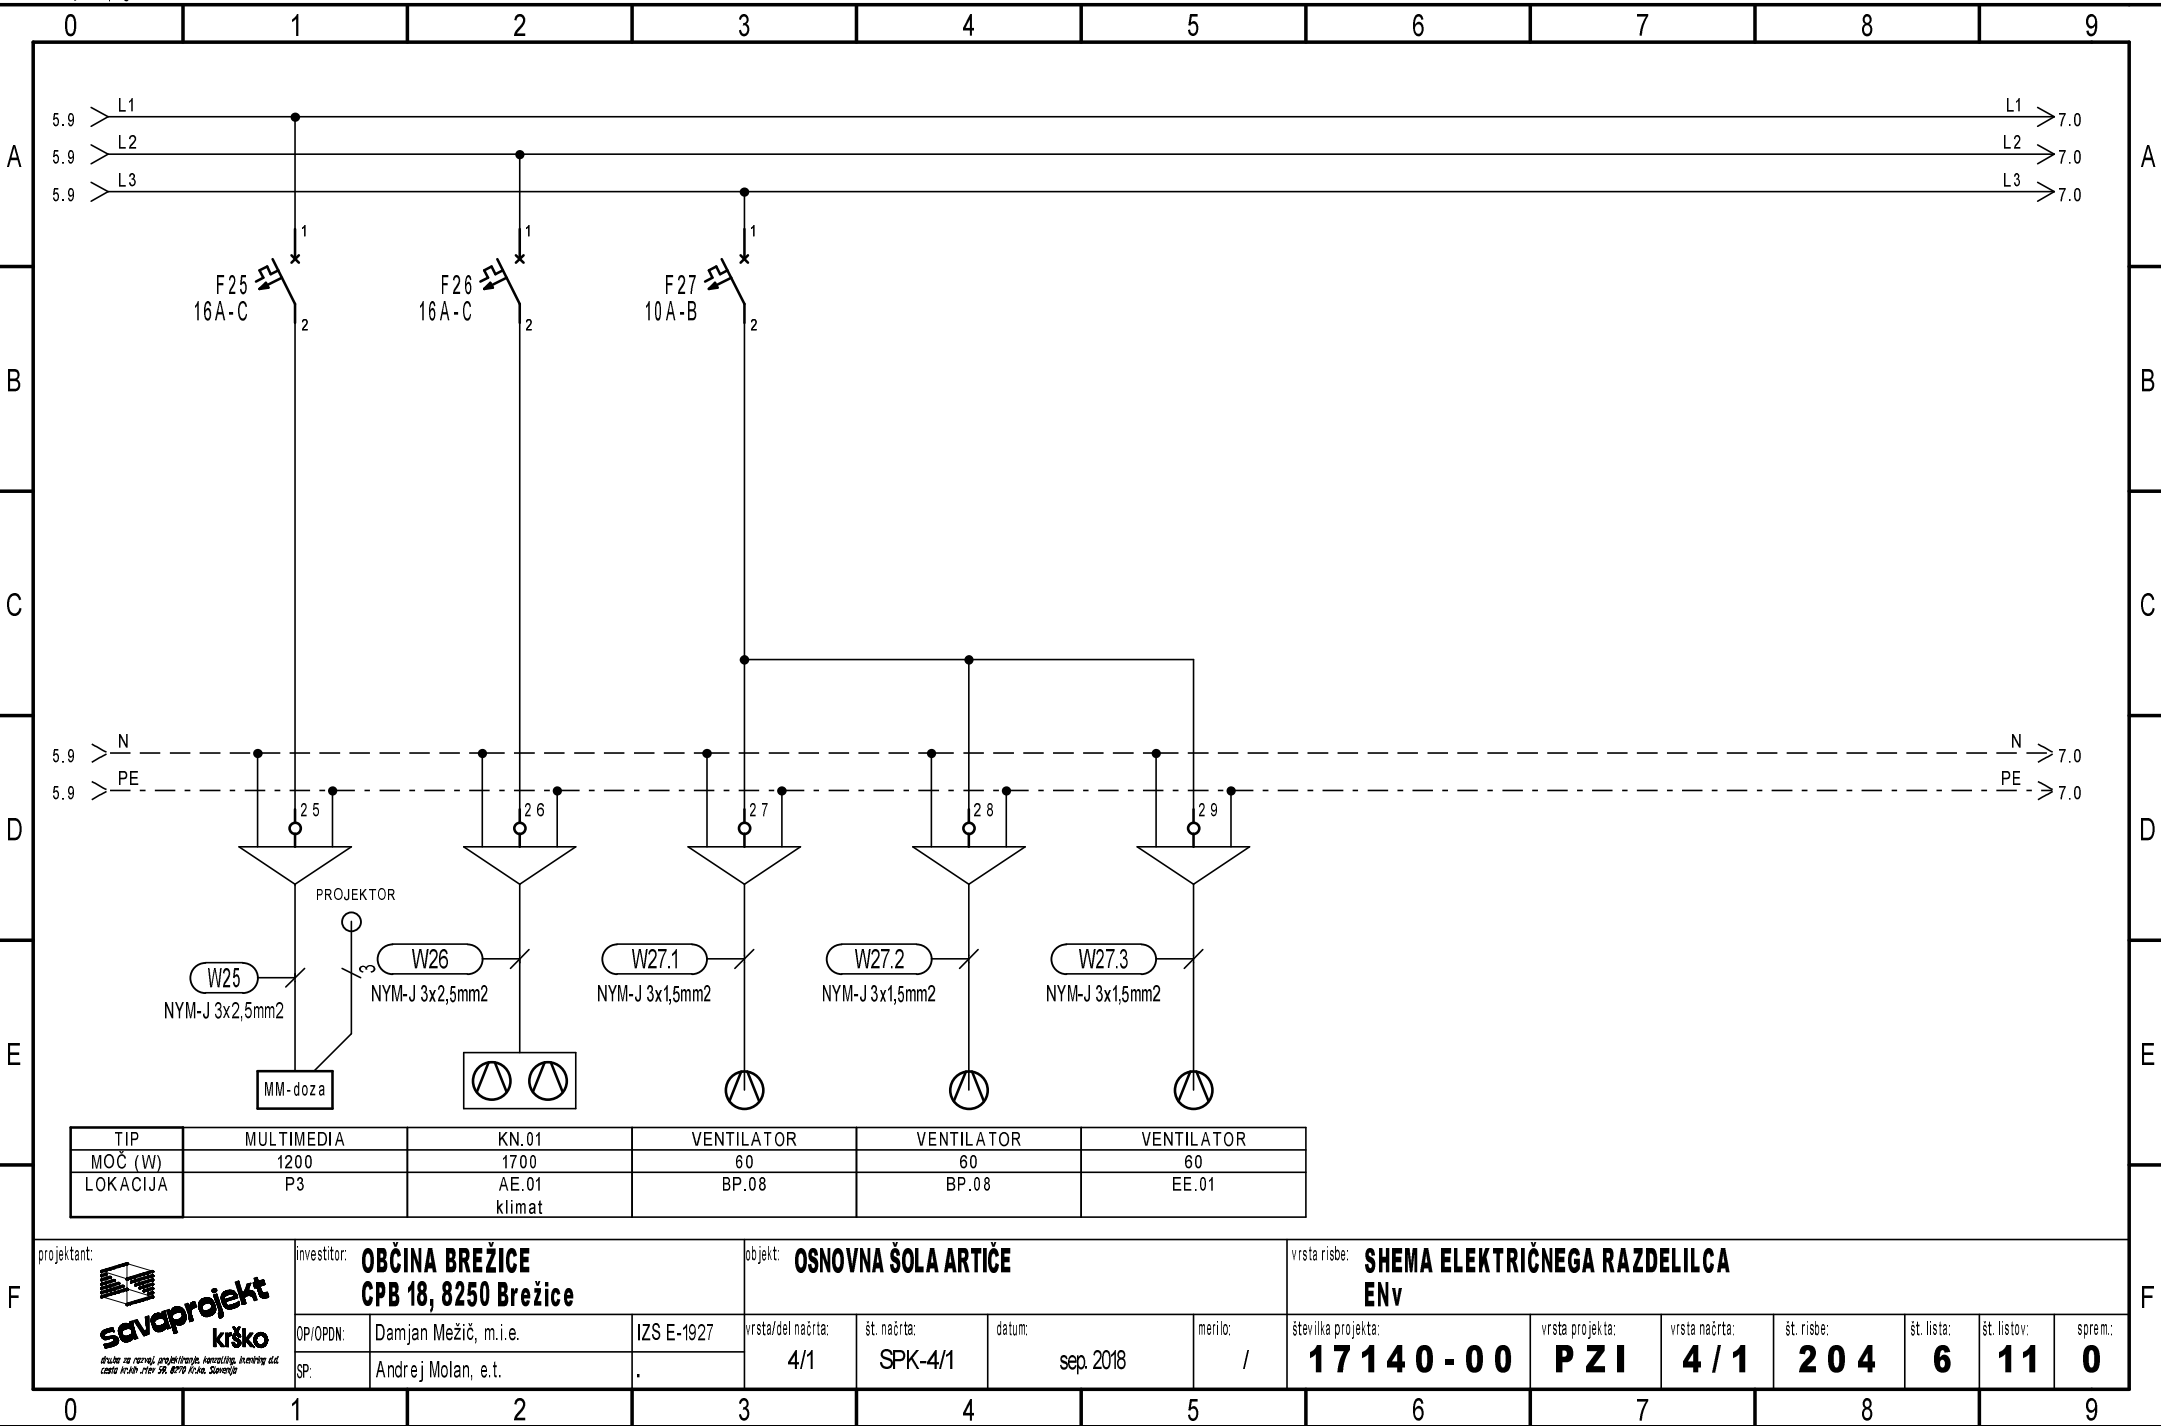 0 1 2 3 4 5 6 7 8 9
5.9 L1 L1 7.0
A 5.9 L2 L2 7.0 A
5.9 L3 L3 7.0
1 1 1
F25 F26 F27
16A-C 16A-C 10A-B
2 2 2
B B
C C
5.9 N N 7.0
5.9 PE PE 7.0
25 26 27 28 29
D D
PROJEKTOR
W26 W27.1 W27.2 W27.3
W25 3
NYM-J 3x2,5mm2 NYM-J 3x1,5mm2 NYM-J 3x1,5mm2 NYM-J 3x1,5mm2
NYM-J 3x2,5mm2
E E
MM-doza
TIP MULTIMEDIA KN.01 VENTILATOR VENTILATOR VENTILATOR
MOČ (W) 1200 1700 60 60 60
LOKACIJA P3 AE.01 BP.08 BP.08 EE.01
klimat
projektant: investitor: OBČINA BREŽICE objekt: OSNOVNA ŠOLA ARTIČE vrsta risbe: SHEMA ELEKTRIČNEGA RAZDELILCA
CPB 18, 8250 Brežice ENv
F F
savaprojekt
krško
OP/OPDN: Damjan Mežič, m.i.e. IZS E-1927 vrsta/del načrta: št. načrta: datum: merilo: številka projekta: vrsta projekta: vrsta načrta: št. risbe: št. lista: št. listov: sprem.:
4/1 SPK-4/1 sep. 2018 / 17140-00 PZI 4/1 204 6 11 0
SP: Andrej Molan, e.t. .
0 1 2 3 4 5 6 7 8 9